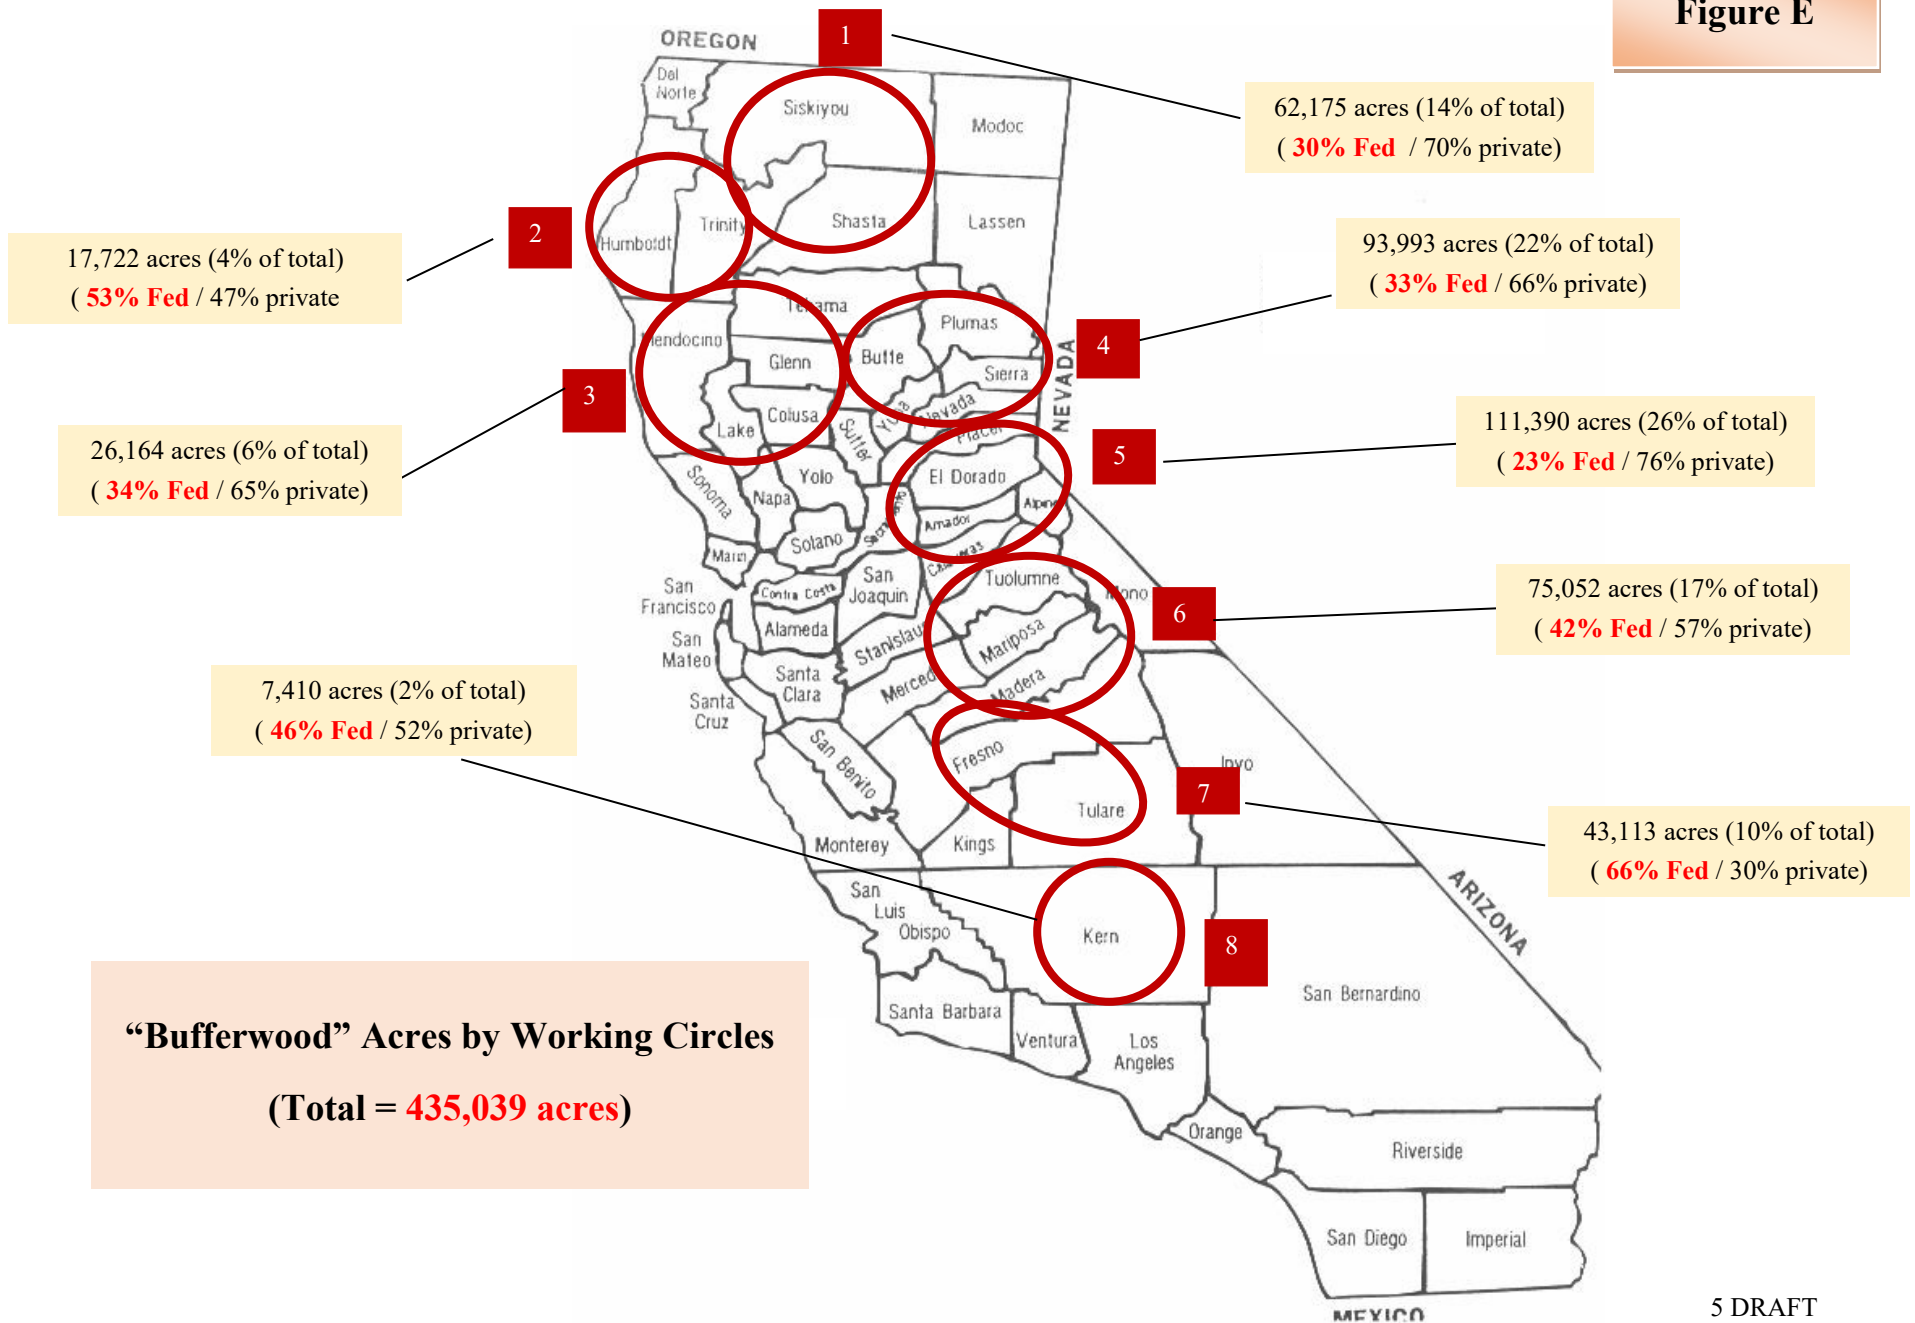 Figure E
OREGON
1
Del
Norte
Siskiyou
Modoc
62,175 acres (14% of total)
( 30% Fed / 70% private)
2
Humboldt
Trinity
Shasta
Lassen
17,722 acres (4% of total)
( 53% Fed / 47% private
93,993 acres (22% of total)
( 33% Fed / 66% private)
Tehama
Plumas
4
NEVADA
Mendocino
Glenn
Butte
Sierra
3
Colusa
Lake
Sutter
Yuba
Nevada
Placer
26,164 acres (6% of total)
( 34% Fed / 65% private)
111,390 acres (26% of total)
( 23% Fed / 76% private)
5
Sonoma
Napa
Yolo
El Dorado
Sacramento
Amador
Alpine
Solano
Marin
Calaveras
San
Francisco
Contra Costa
San
Joaquin
Tuolumne
Mono
6
75,052 acres (17% of total)
( 42% Fed / 57% private)
Alameda
San
Mateo
Stanislaus
Mariposa
Santa
Clara
Merced
Madera
Santa
Cruz
7,410 acres (2% of total)
( 46% Fed / 52% private)
San Benito
Fresno
Inyo
7
Tulare
Monterey
Kings
43,113 acres (10% of total)
( 66% Fed / 30% private)
ARIZONA
San
Luis
Obispo
Kern
8
San Bernardino
Santa Barbara
Ventura
Los
Angeles
“Bufferwood” Acres by Working Circles
(Total = 435,039 acres)
Orange
Riverside
San Diego
Imperial
MEXICO
5 DRAFT